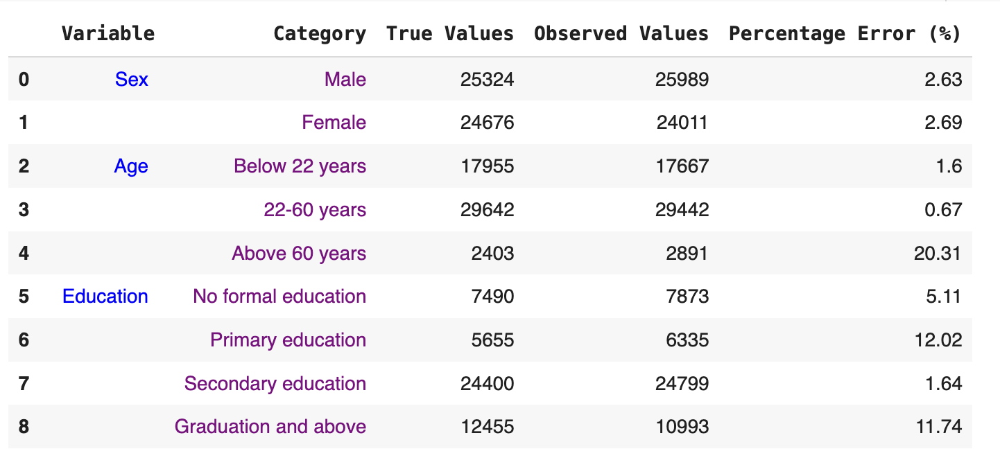 Variable Category True Values Observed Values Percentage Error (%)
0 Sex Male 25324 25989 2.63
1 Female 24676 24011 2.69
2 Age Below 22 years 17955 17667 1.6
3 22-60 years 29642 29442 0.67
4 Above 60 years 2403 2891 20.31
5 Education No formal education 7490 7873 5.11
6 Primary education 5655 6335 12.02
7 Secondary education 24400 24799 1.64
8 Graduation and above 12455 10993 11.74